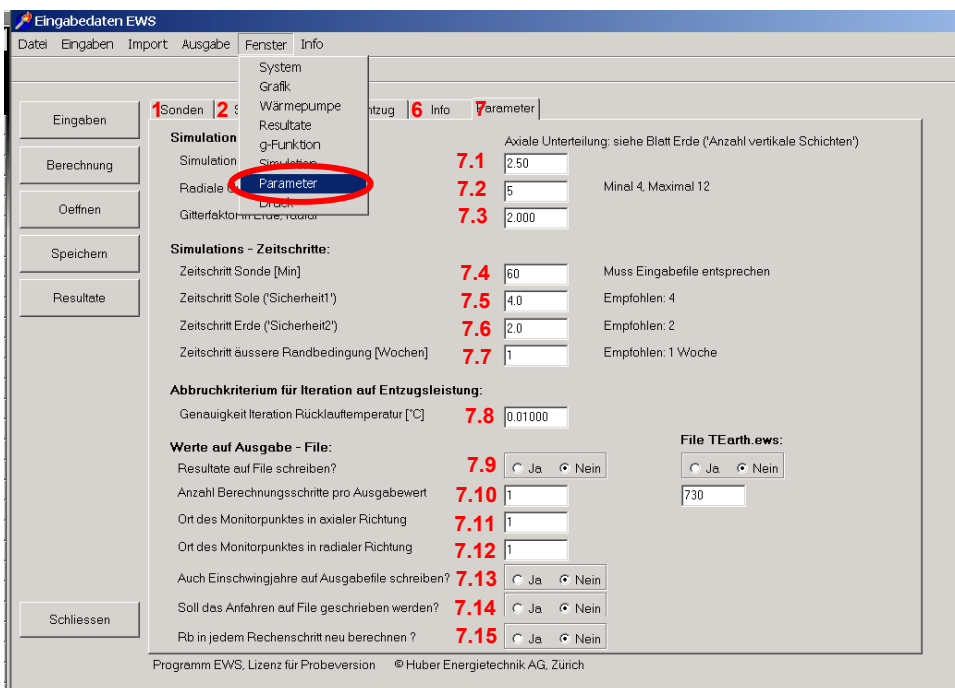 Eingabedaten EWS
Datei Eingaben Import Ausgabe Fenster Info
System
Grafik
Wärmepumpe
Resultate
g-Funktion
Simulation
Parameter
Druck
Eingaben
Berechnung
Oeffnen
Speichern
Resultate
Schliessen
1 Sonden 2 S ntzug 6 Info 7 Parameter
Simulation
Axiale Unterteilung: siehe Blatt Erde ('Anzahl vertikale Schichten')
Simulation 7.1 2.50
Radiale 7.2 5 Minal 4, Maximal 12
Gitterfaktor in Erde, radial 7.3 2.000
Simulations - Zeitschritte:
Zeitschritt Sonde [Min] 7.4 60 Muss Eingabefile entsprechen
Zeitschritt Sole ('Sicherheit1') 7.5 4.0 Empfohlen: 4
Zeitschritt Erde ('Sicherheit2') 7.6 2.0 Empfohlen: 2
Zeitschritt äussere Randbedingung [Wochen] 7.7 1 Empfohlen: 1 Woche
Abbruchkriterium für Iteration auf Entzugsleistung:
Genauigkeit Iteration Rücklauftemperatur [°C] 7.8 0.01000
Werte auf Ausgabe - File: File TEarth.ews:
Resultate auf File schreiben? 7.9 Ja Nein Ja Nein
Anzahl Berechnungsschritte pro Ausgabewert 7.10 1 730
Ort des Monitorpunktes in axialer Richtung 7.11 1
Ort des Monitorpunktes in radialer Richtung 7.12 1
Auch Einschwingjahre auf Ausgabefile schreiben? 7.13 Ja Nein
Soll das Anfahren auf File geschrieben werden? 7.14 Ja Nein
Rb in jedem Rechenschritt neu berechnen ? 7.15 Ja Nein
Programm EWS, Lizenz für Probeversion © Huber Energietechnik AG, Zürich